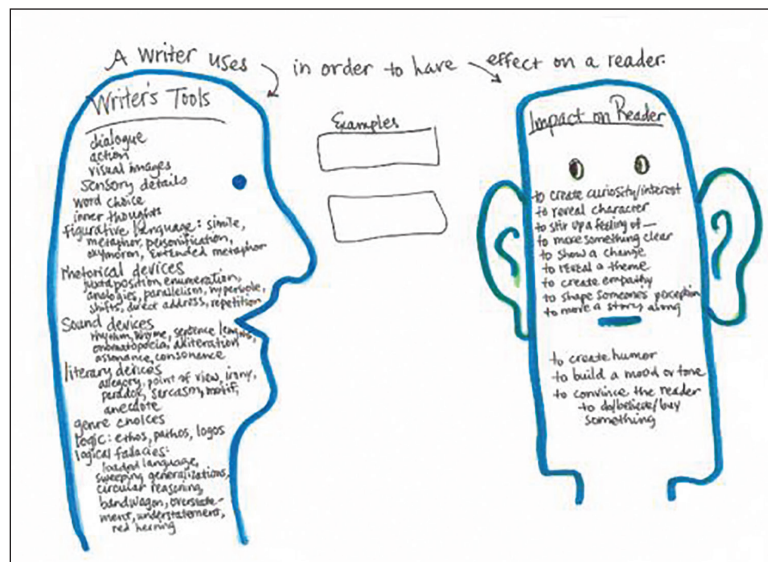 A writer uses in order to have effect on a reader.
Writer's Tools
dialogue
action
visual images
sensory details
word choice
inner thoughts
figurative language: simile,
metaphor, personification,
oxymoron, extended metaphor
rhetorical devices
juxtaposition, enumeration,
analogies, parallelism, hyperbole,
shifts, direct address, repetition
Sound devices
rhythm, rhyme, sentence lengths,
onomatopoeia, alliteration
assonance, consonance
literary devices
allegory, point of view, irony,
paradox, sarcasm, motif,
anecdote
genre choices
logic: ethos, pathos, logos
logical fallacies:
loaded language,
sweeping generalizations,
circular reasoning,
bandwagon, overstate-
ment, understatement,
red herring
Examples
Impact on Reader
to create curiosity/interest
to reveal character
to stir up a feeling of —
to make something clear
to show a change
to reveal a theme
to create empathy
to shape someone's perception
to move a story along
to create humor
to build a mood or tone
to convince the reader
to do/believe/buy
something